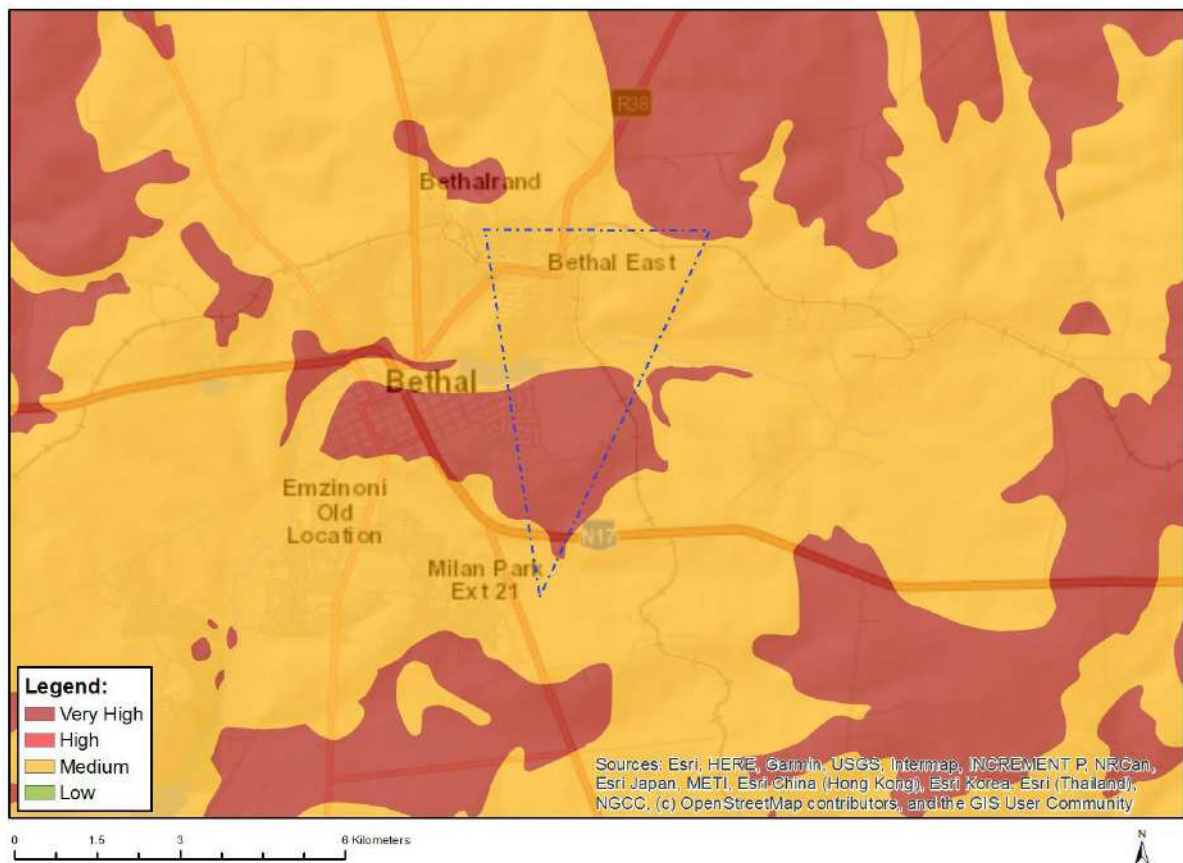 R38
Bethalrand
Bethal East
Bethal
Emzinoni
Old
Location
N17
Milan Park
Ext 21
Legend:
Very High
High
Medium
Low
Sources: Esri, HERE, Garmin, USGS, Intermap, INCREMENT P, NRCan,
Esri Japan, METI, Esri China (Hong Kong), Esri Korea, Esri (Thailand),
NGCC, (c) OpenStreetMap contributors, and the GIS User Community
0 1.5 3 6 Kilometers
N